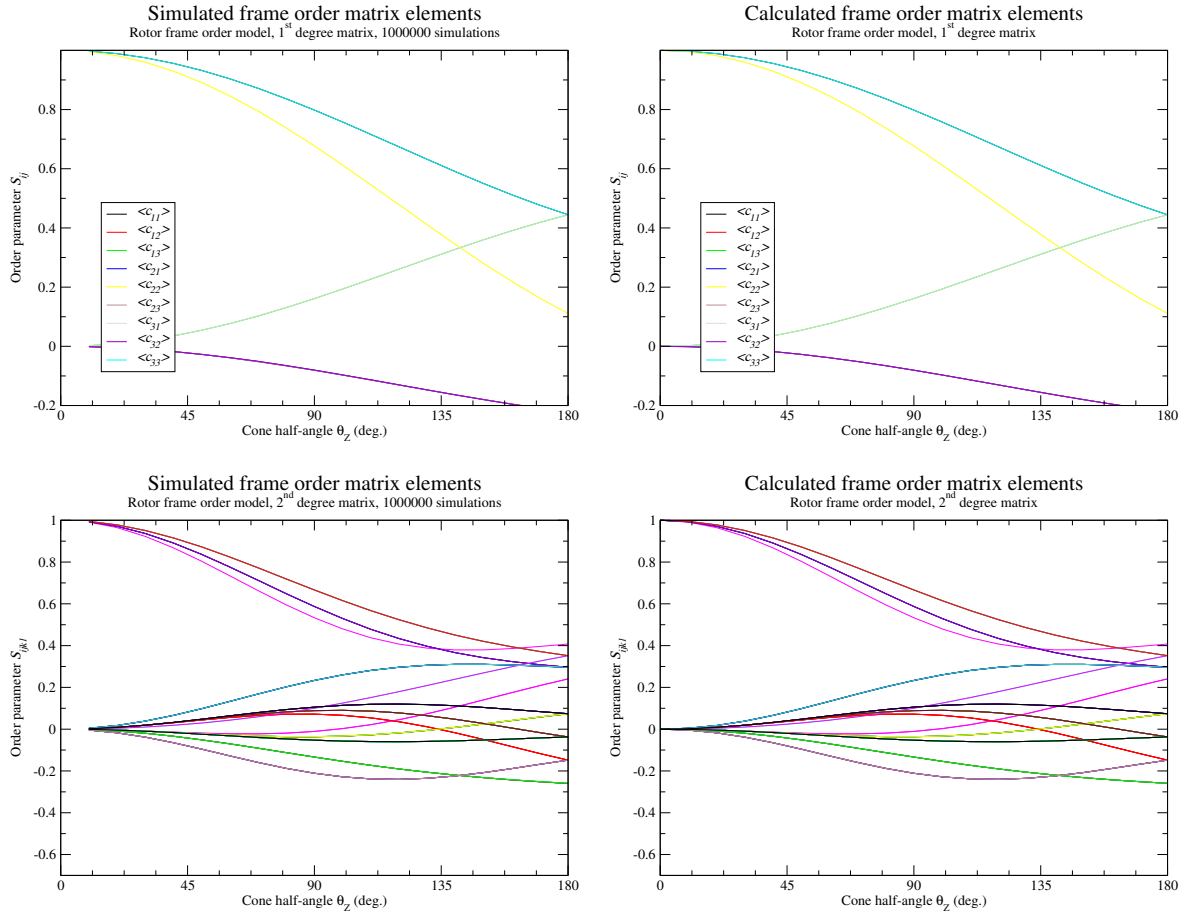 Simulated frame order matrix elements
Rotor frame order model, 1st degree matrix, 1000000 simulations
Order parameter Sij
0.8
0.6
0.4
0.2
0
-0.2
<c11>
<c12>
<c13>
<c21>
<c22>
<c23>
<c31>
<c32>
<c33>
0 45 90 135 180
Cone half-angle θZ (deg.)
Calculated frame order matrix elements
Rotor frame order model, 1st degree matrix
Order parameter Sij
0.8
0.6
0.4
0.2
0
-0.2
<c11>
<c12>
<c13>
<c21>
<c22>
<c23>
<c31>
<c32>
<c33>
0 45 90 135 180
Cone half-angle θZ (deg.)
Simulated frame order matrix elements
Rotor frame order model, 2nd degree matrix, 1000000 simulations
Order parameter Sijkl
1
0.8
0.6
0.4
0.2
0
-0.2
-0.4
-0.6
0 45 90 135 180
Cone half-angle θZ (deg.)
Calculated frame order matrix elements
Rotor frame order model, 2nd degree matrix
Order parameter Sijkl
1
0.8
0.6
0.4
0.2
0
-0.2
-0.4
-0.6
0 45 90 135 180
Cone half-angle θZ (deg.)